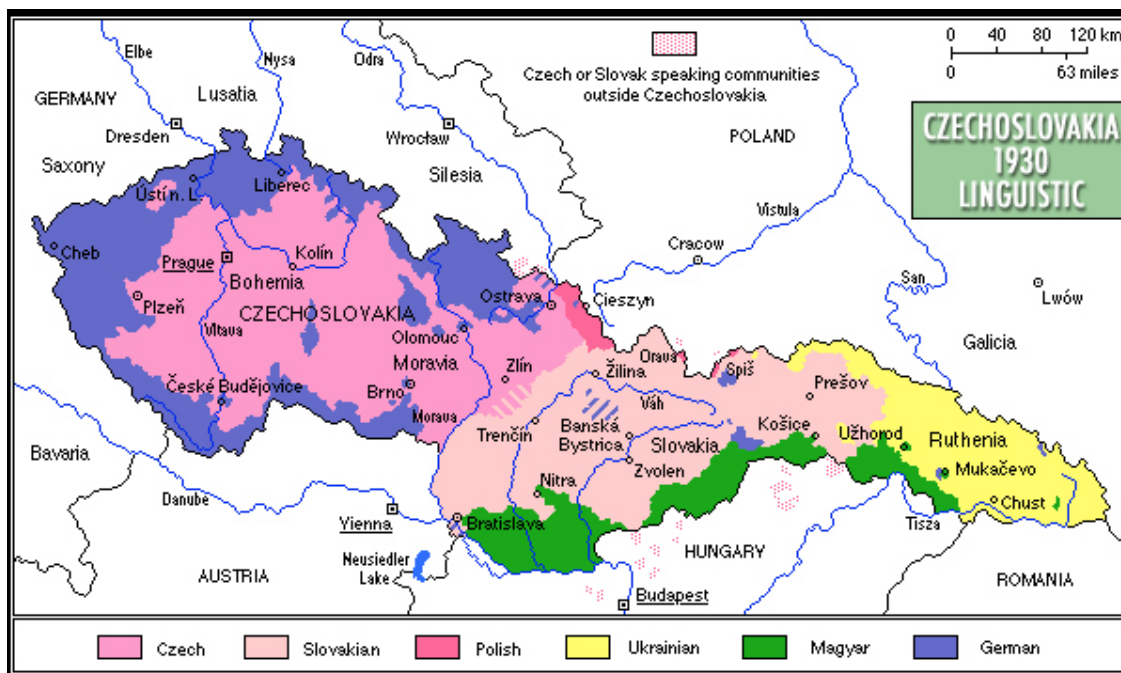 Elbe
Nysa
Odra
Czech or Slovak speaking communities
outside Czechoslovakia
0 40 80 120 km
0 63 miles
GERMANY
Lusatia
Dresden
Wrocław
POLAND
CZECHOSLOVAKIA
1930
LINGUISTIC
Saxony
Silesia
Ústí n. L.
Liberec
Vistula
Cheb
Prague
Kolín
Cracow
San
Bohemia
Lwów
Plzeň
CZECHOSLOVAKIA
Ostrava
Cieszyn
Vltava
Olomouc
Galicia
Moravia
Zlín
Orava
Žilina
Spiš
Prešov
České Budějovice
Brno
Morava
Váh
Trenčín
Banská
Bystrica
Slovakia
Košice
Užhorod
Ruthenia
Bavaria
Zvolen
Mukačevo
Nitra
Danube
Chust
Vienna
Bratislava
Tisza
Neusiedler
Lake
HUNGARY
AUSTRIA
ROMANIA
Budapest
Czech
Slovakian
Polish
Ukrainian
Magyar
German